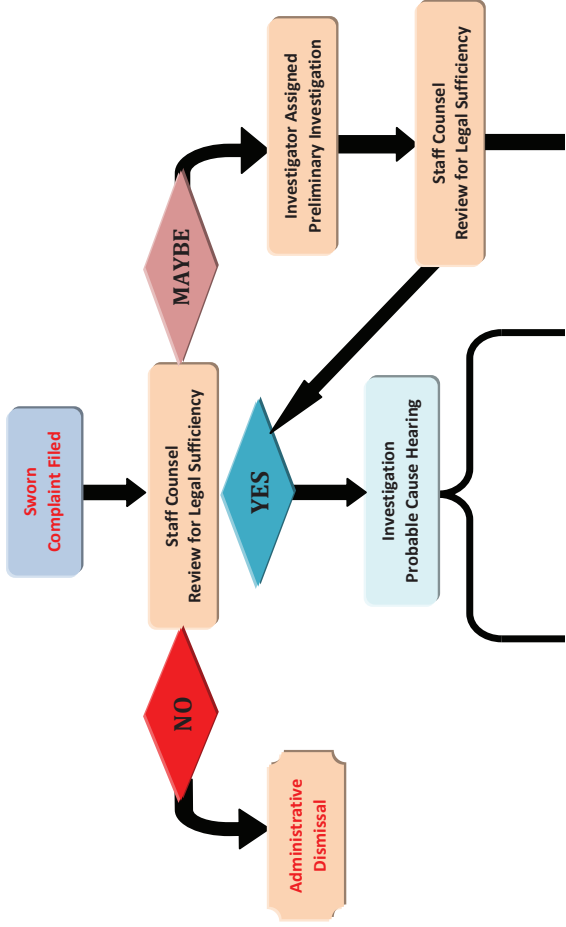 Sworn
Complaint Filed
Staff Counsel
Review for Legal Sufficiency
NO
YES
MAYBE
Administrative
Dismissal
Investigation
Probable Cause Hearing
Investigator Assigned
Preliminary Investigation
Staff Counsel
Review for Legal Sufficiency